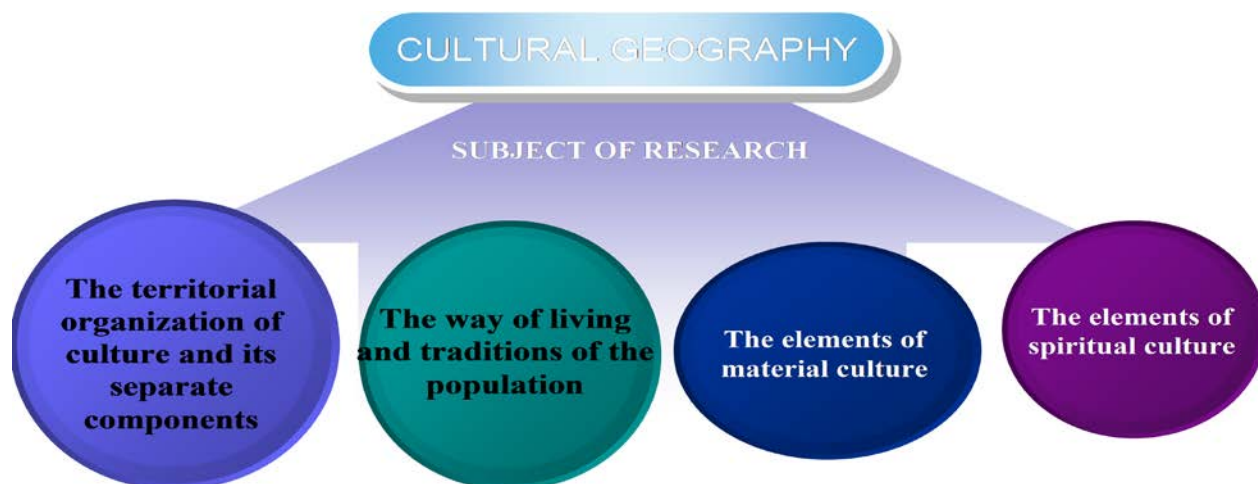 CULTURAL GEOGRAPHY
SUBJECT OF RESEARCH
The territorial
organization of
culture and its
separate
components
The way of living
and traditions of the
population
The elements of
material culture
The elements of
spiritual culture